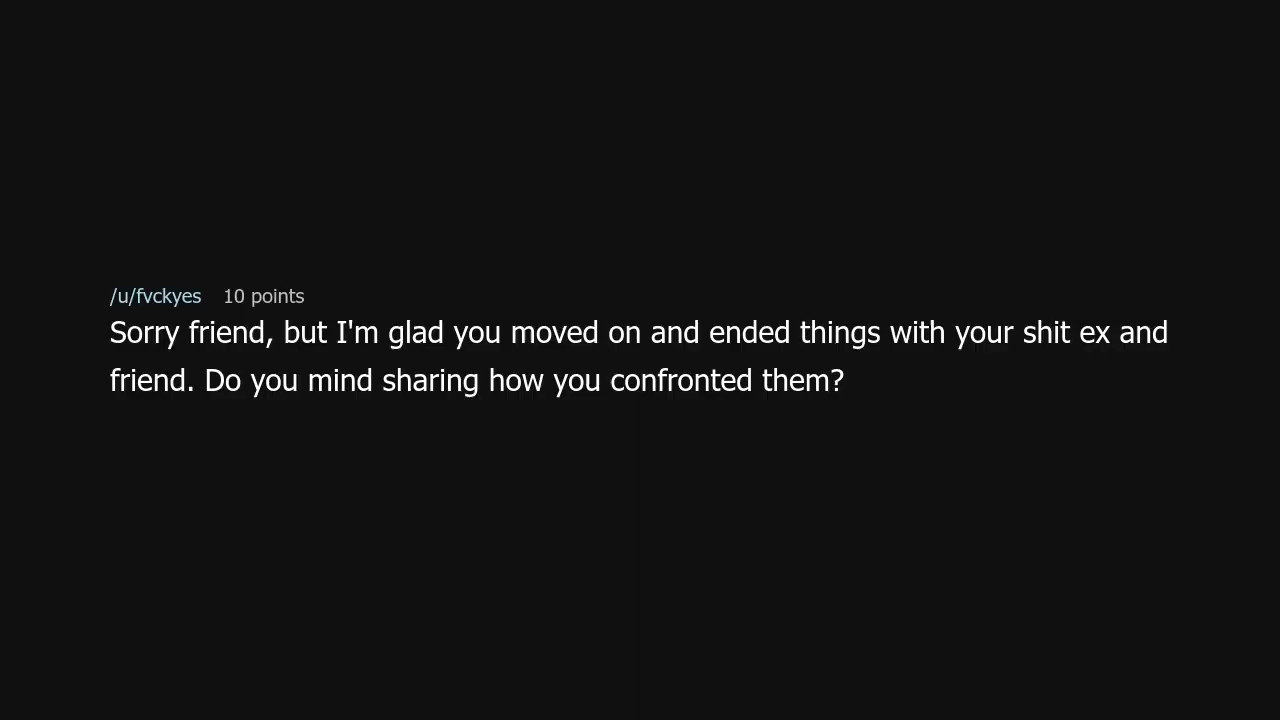 /u/fvckyes 10 points
Sorry friend, but I'm glad you moved on and ended things with your shit ex and
friend. Do you mind sharing how you confronted them?